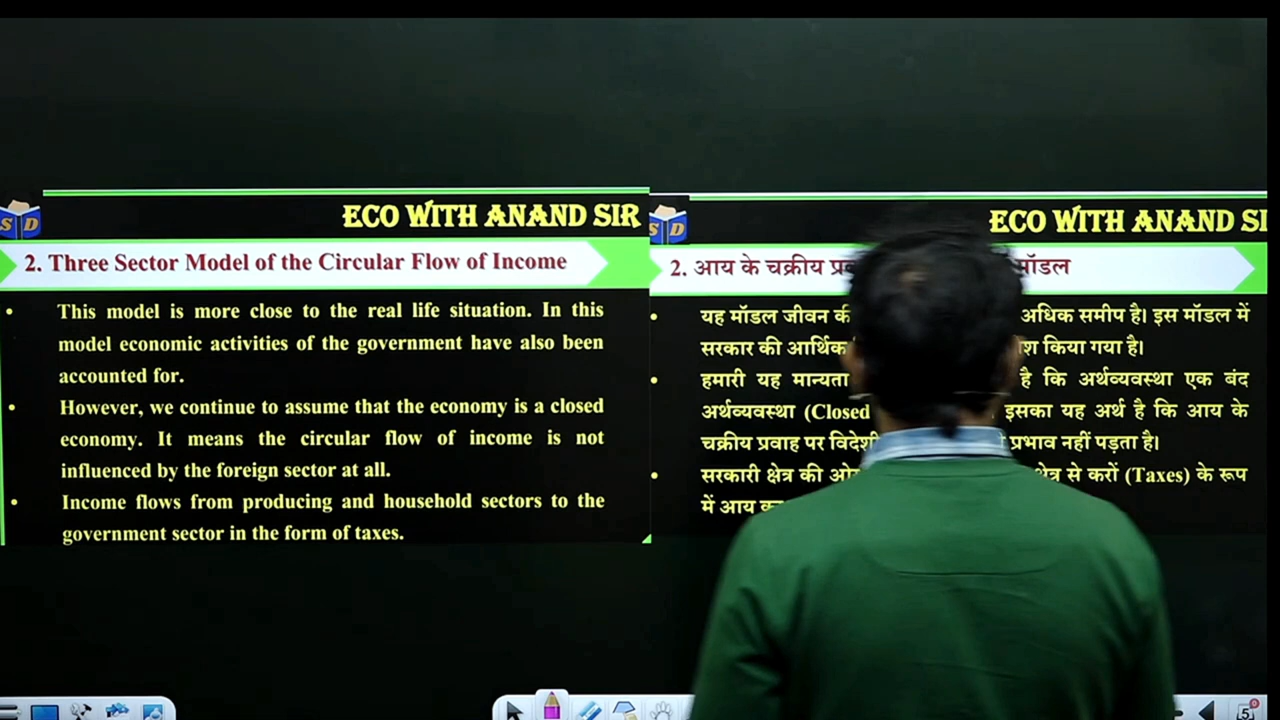 S D
ECO WITH ANAND SIR
2. Three Sector Model of the Circular Flow of Income
• This model is more close to the real life situation. In this
model economic activities of the government have also been
accounted for.
• However, we continue to assume that the economy is a closed
economy. It means the circular flow of income is not
influenced by the foreign sector at all.
• Income flows from producing and household sectors to the
government sector in the form of taxes.
S D
ECO WITH ANAND
2. आय के चक्रीय मॉडल
• यह मॉडल जीवन अधिक समीप है। इस मॉडल में
सरकार की आर्थिक किया गया है।
• हमारी यह मान्यता है कि अर्थव्यवस्था एक बंद
अर्थव्यवस्था (Closed इसका यह अर्थ है कि आय के
चक्रीय प्रवाह पर प्रभाव नहीं पड़ता है।
• सरकारी क्षेत्र की से करों (Taxes) के रूप
में आय
5